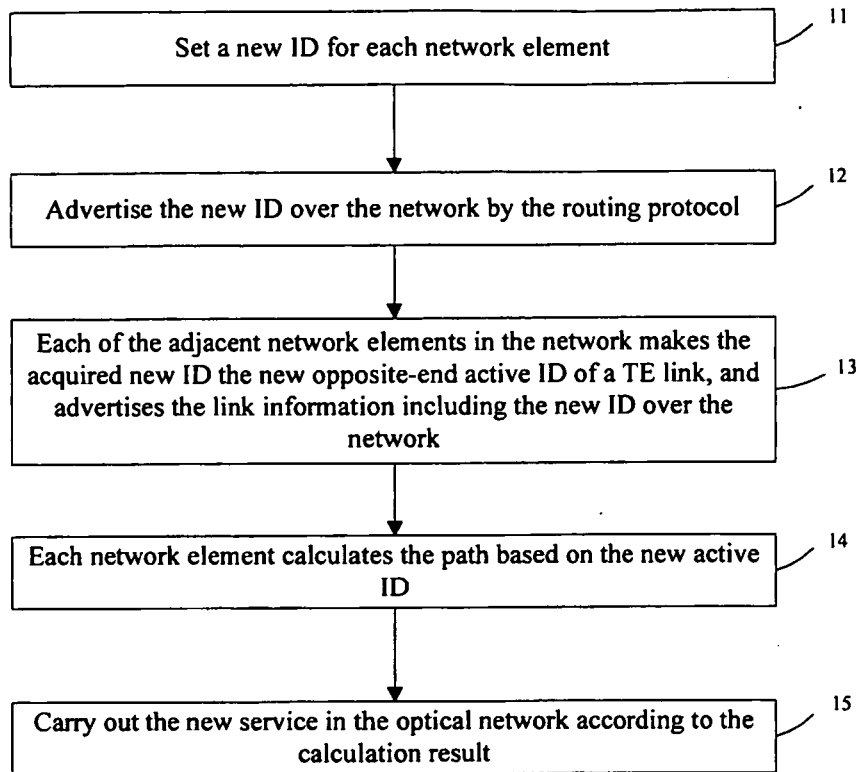 11
Set a new ID for each network element
12
Advertise the new ID over the network by the routing protocol
Each of the adjacent network elements in the network makes the
acquired new ID the new opposite-end active ID of a TE link, and
advertises the link information including the new ID over the
network
13
Each network element calculates the path based on the new active
ID
14
Carry out the new service in the optical network according to the
calculation result
15